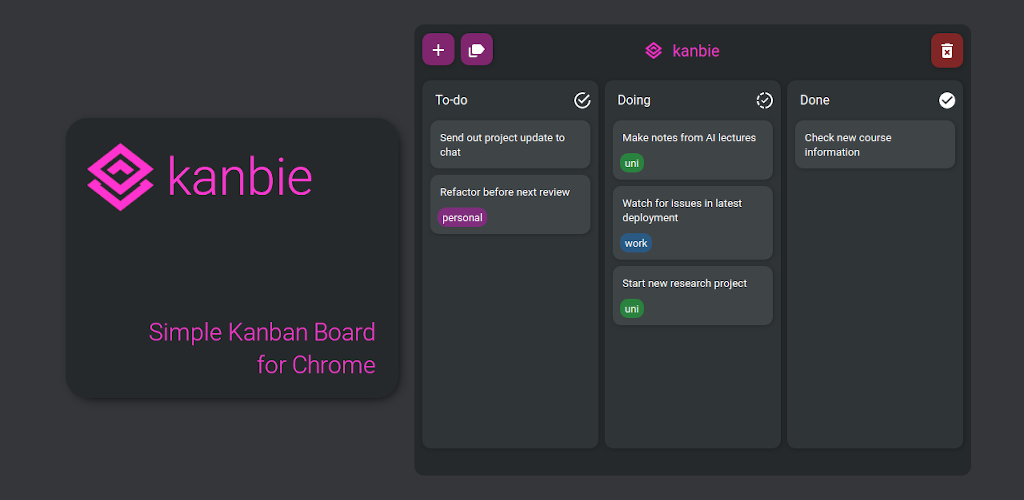 kanbie
Simple Kanban Board
for Chrome
kanbie
To-do
Send out project update to
chat
Refactor before next review
personal
Doing
Make notes from AI lectures
uni
Watch for issues in latest
deployment
work
Start new research project
uni
Done
Check new course
information